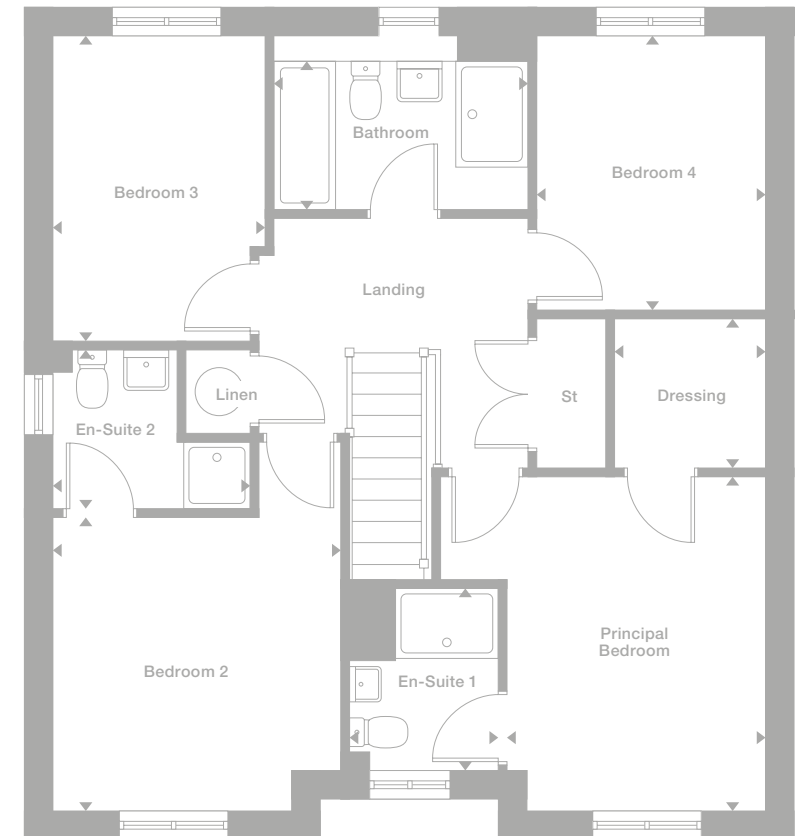 Bathroom
Bedroom 3
Bedroom 4
Landing
Linen
St
Dressing
En-Suite 2
Principal
Bedroom
Bedroom 2
En-Suite 1